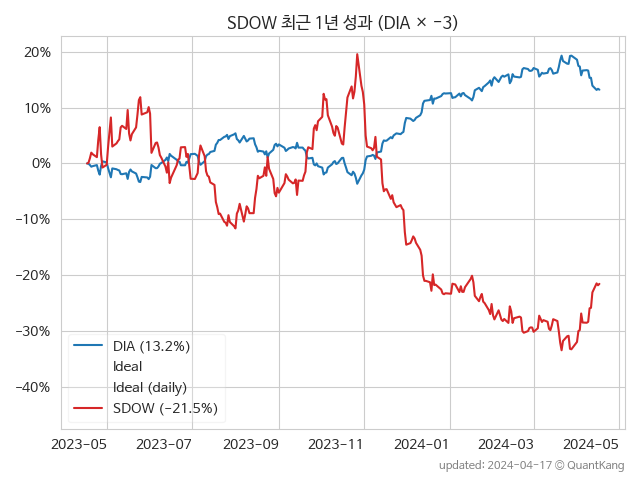 SDOW 최근 1년 성과 (DIA × −3)
20%
10%
0%
−10%
−20%
−30%
−40%
DIA (13.2%)
Ideal
Ideal (daily)
SDOW (−21.5%)
2023-05 2023-07 2023-09 2023-11 2024-01 2024-03 2024-05
updated: 2024-04-17 © QuantKang